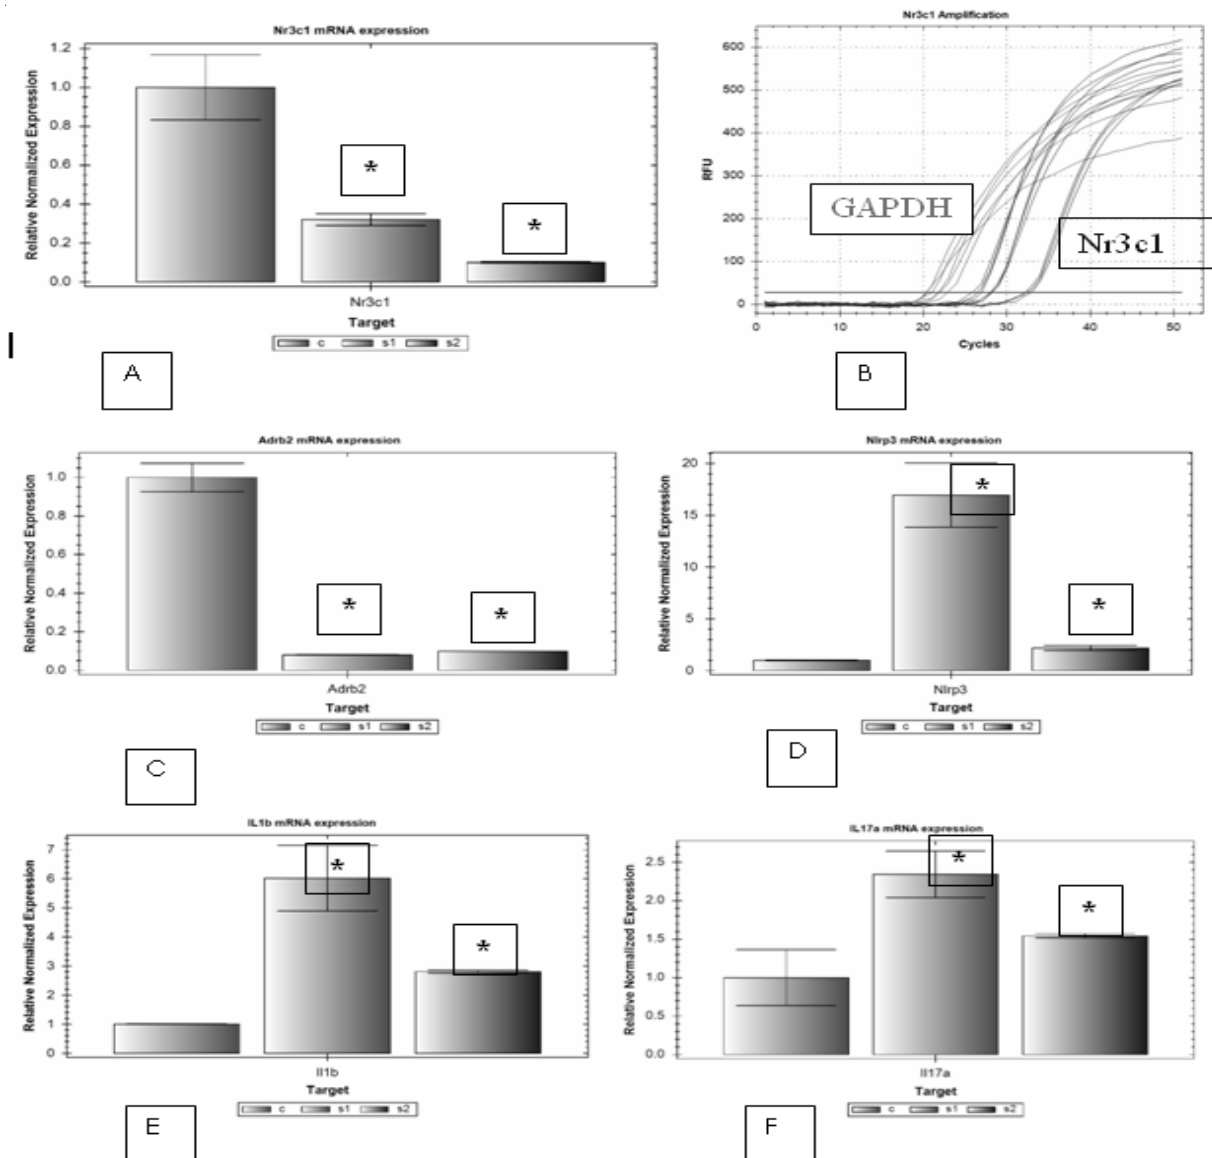 Nr3c1 mRNA expression
Relative Normalized Expression
1.2
1.0
0.8
0.6
0.4
0.2
0.0
*
*
Nr3c1
Target
c s1 s2
A
Nr3c1 Amplification
RFU
600
500
400
300
200
100
0
GAPDH
Nr3c1
0 10 20 30 40 50
Cycles
B
Adrb2 mRNA expression
Relative Normalized Expression
1.0
0.8
0.6
0.4
0.2
0.0
*
*
Adrb2
Target
c s1 s2
C
Nlrp3 mRNA expression
Relative Normalized Expression
20
15
10
5
0
*
*
Nlrp3
Target
c s1 s2
D
IL1b mRNA expression
Relative Normalized Expression
7
6
5
4
3
2
1
0
*
*
Il1b
Target
c s1 s2
E
IL17a mRNA expression
Relative Normalized Expression
2.5
2.0
1.5
1.0
0.5
0.0
*
*
Il17a
Target
c s1 s2
F